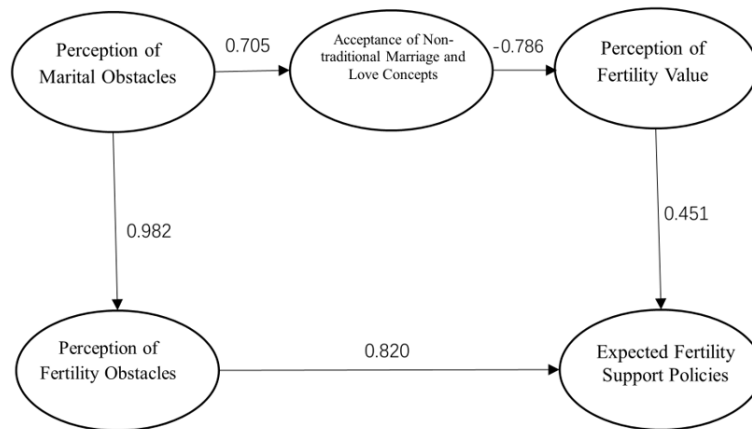 Perception of
Marital Obstacles
0.705
Acceptance of Non-
traditional Marriage and
Love Concepts
-0.786
Perception of
Fertility Value
0.982
0.451
Perception of
Fertility Obstacles
0.820
Expected Fertility
Support Policies